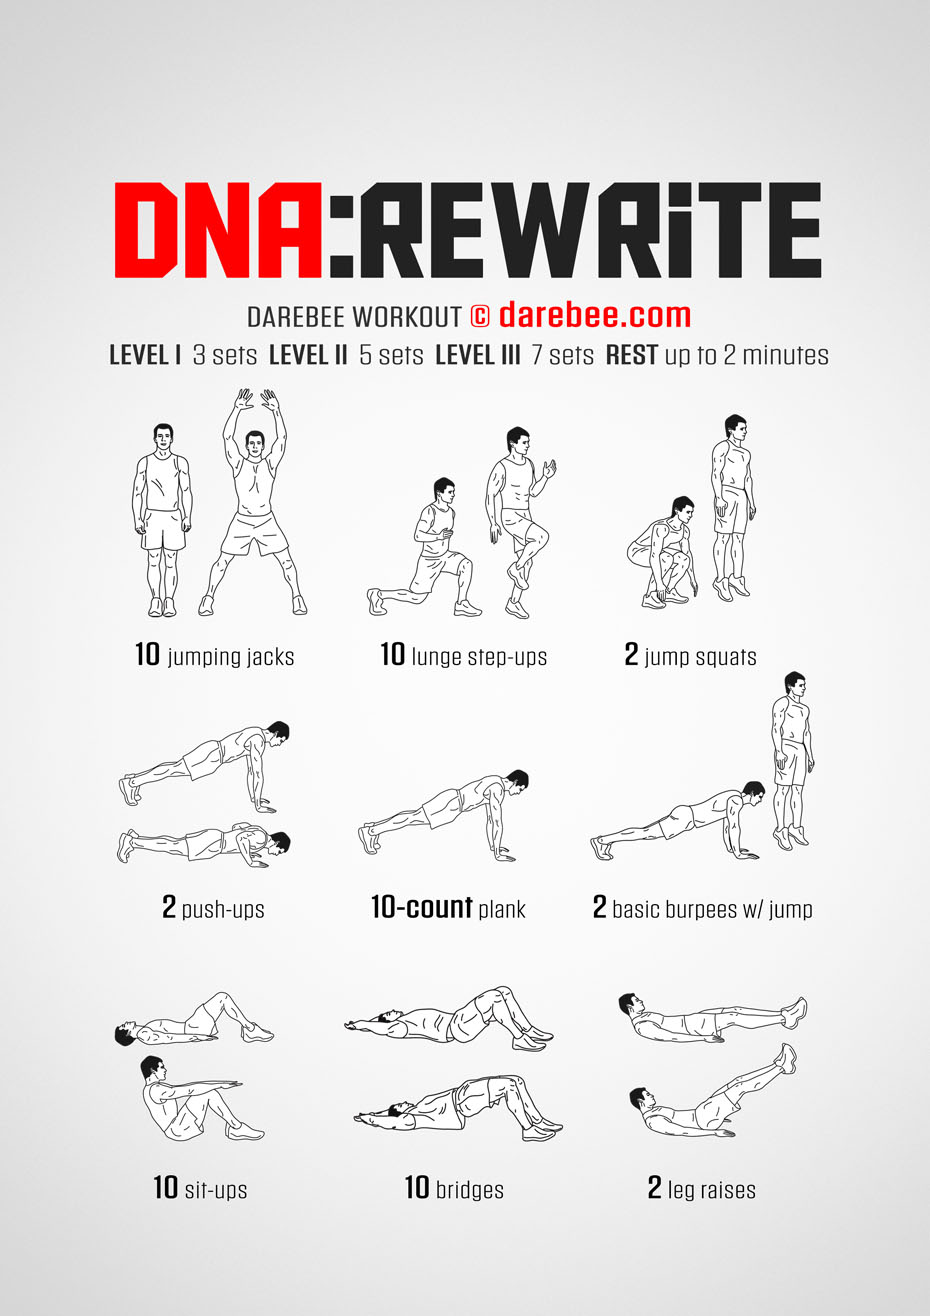 DNA:REWRiTE
DAREBEE WORKOUT © darebee.com
LEVEL I 3 sets LEVEL II 5 sets LEVEL III 7 sets REST up to 2 minutes
10 jumping jacks
10 lunge step-ups
2 jump squats
2 push-ups
10-count plank
2 basic burpees w/ jump
10 sit-ups
10 bridges
2 leg raises